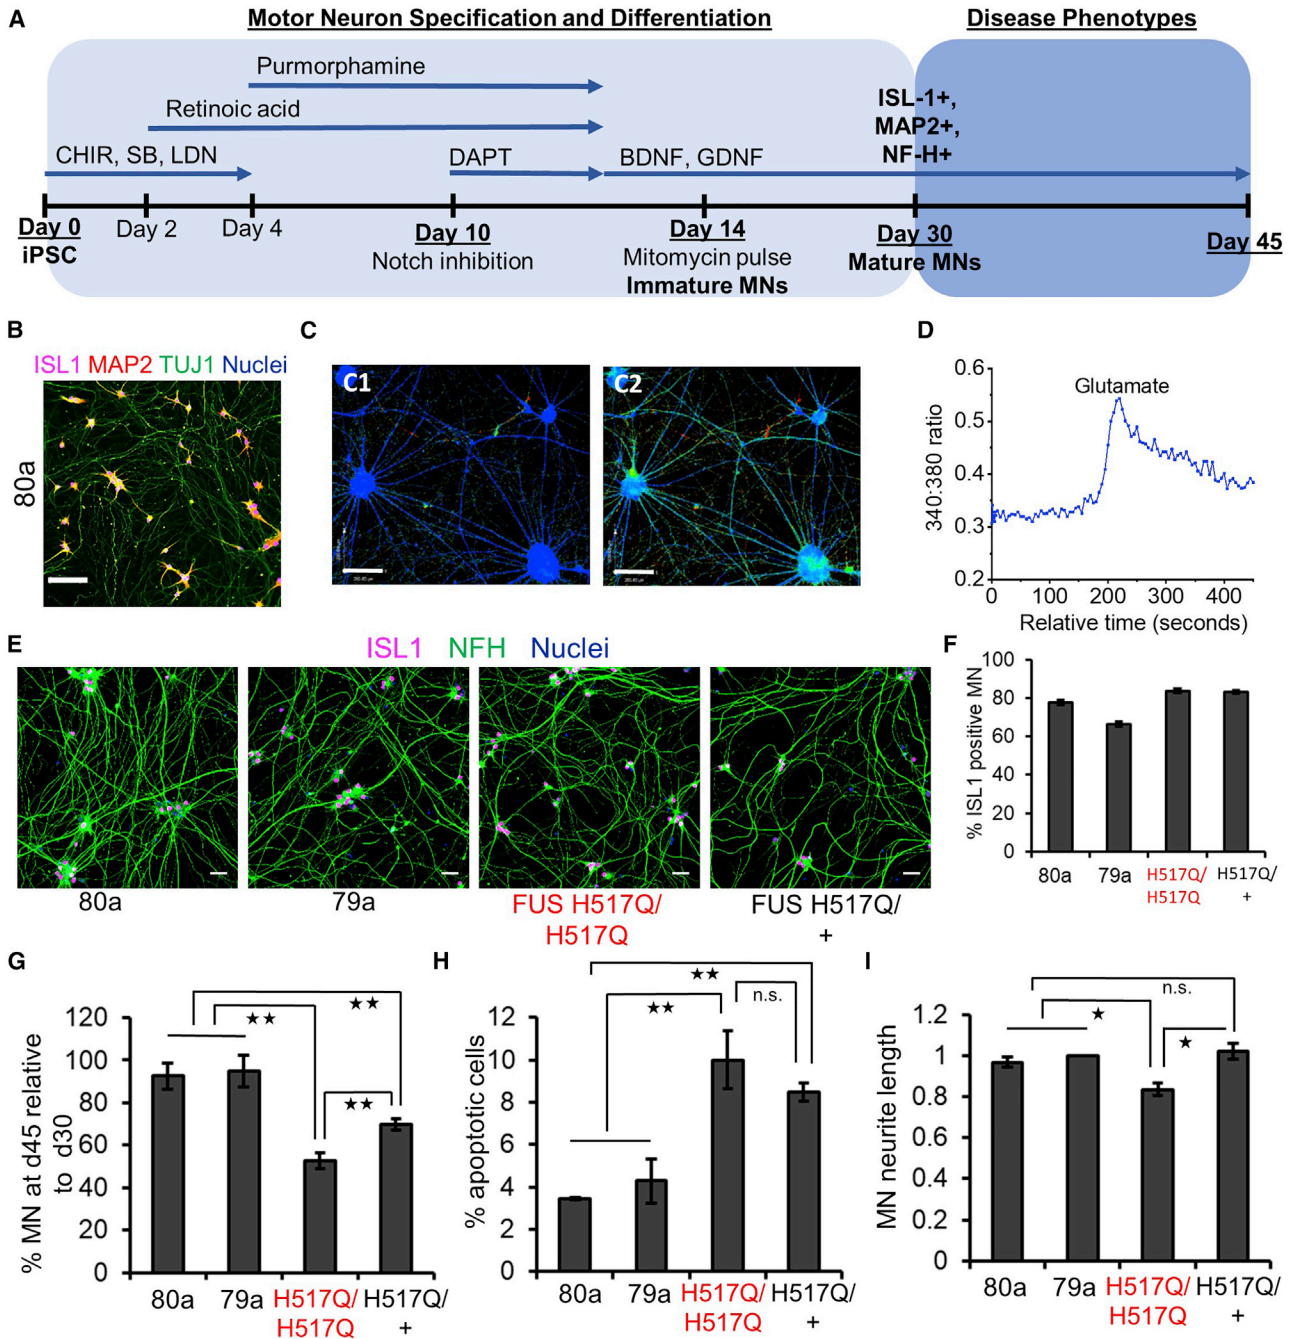 A
Motor Neuron Specification and Differentiation
Disease Phenotypes
Purmorphamine
Retinoic acid
CHIR, SB, LDN
DAPT
BDNF, GDNF
ISL-1+,
MAP2+,
NF-H+
Day 0
iPSC
Day 2
Day 4
Day 10
Notch inhibition
Day 14
Mitomycin pulse
Immature MNs
Day 30
Mature MNs
Day 45
B
ISL1 MAP2 TUJ1 Nuclei
80a
C
C1
C2
D
Glutamate
340:380 ratio
0.6
0.5
0.4
0.3
0.2
0 100 200 300 400
Relative time (seconds)
E
ISL1 NFH Nuclei
80a
79a
FUS H517Q/
H517Q
FUS H517Q/
+
F
% ISL1 positive MN
100
80
60
40
20
0
80a
79a
H517Q/
H517Q
H517Q/
+
G
% MN at d45 relative
to d30
120
100
80
60
40
20
0
★★
★★
★★
80a
79a
H517Q/
H517Q
H517Q/
+
H
% apoptotic cells
12
10
8
6
4
2
0
★★
★★
n.s.
80a
79a
H517Q/
H517Q
H517Q/
+
I
MN neurite length
1.2
1
0.8
0.6
0.4
0.2
0
n.s.
★
★
80a
79a
H517Q/
H517Q
H517Q/
+